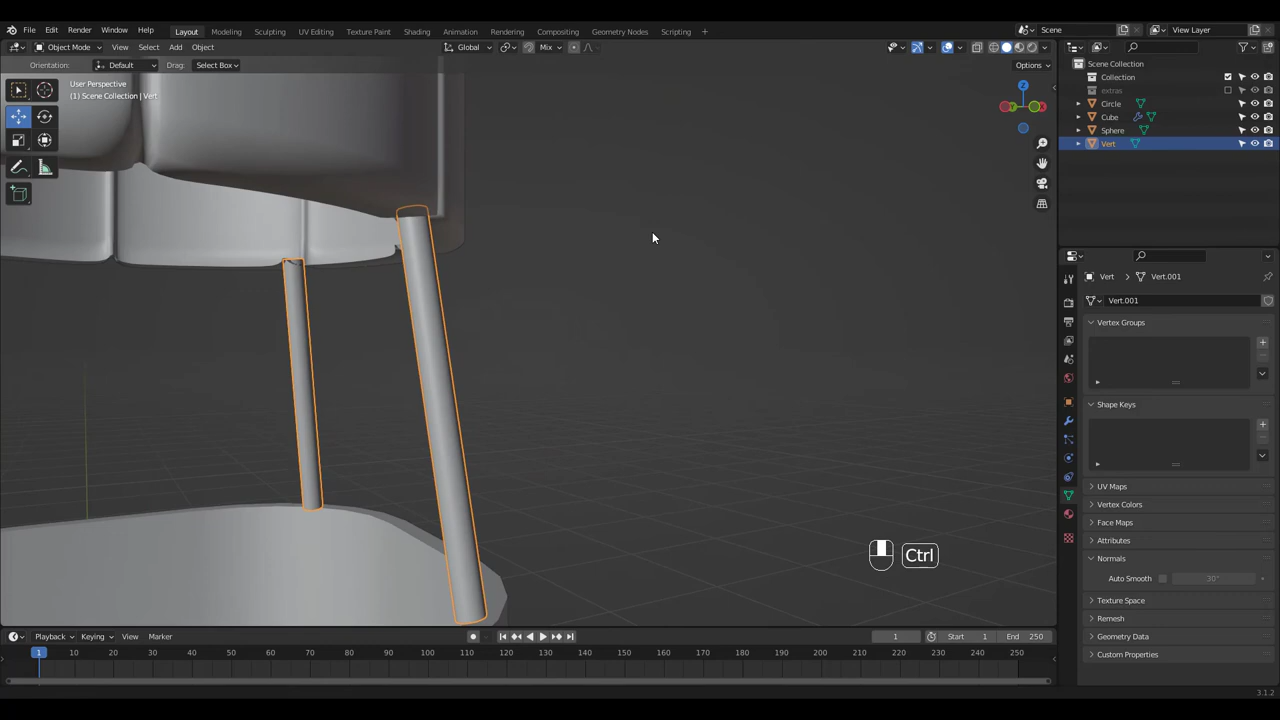 File Edit Render Window Help Layout Modeling Sculpting UV Editing Texture Paint Shading Animation Rendering Compositing Geometry Nodes Scripting + Scene View Layer
Object Mode View Select Add Object Global Mix
Orientation: Default Drag: Select Box Options
User Perspective
(1) Scene Collection | Vert
Z
Scene Collection
Collection
extras
Circle
Cube
Sphere
Vert
Vert Vert.001
Vert.001
Vertex Groups
Shape Keys
UV Maps
Vertex Colors
Face Maps
Attributes
Normals
Auto Smooth 30°
Texture Space
Remesh
Geometry Data
Custom Properties
Ctrl
Playback Keying View Marker 1 Start 1 End 250
1 10 20 30 40 50 60 70 80 90 100 110 120 130 140 150 160 170 180 190 200 210 220 230 240 250
3.1.2